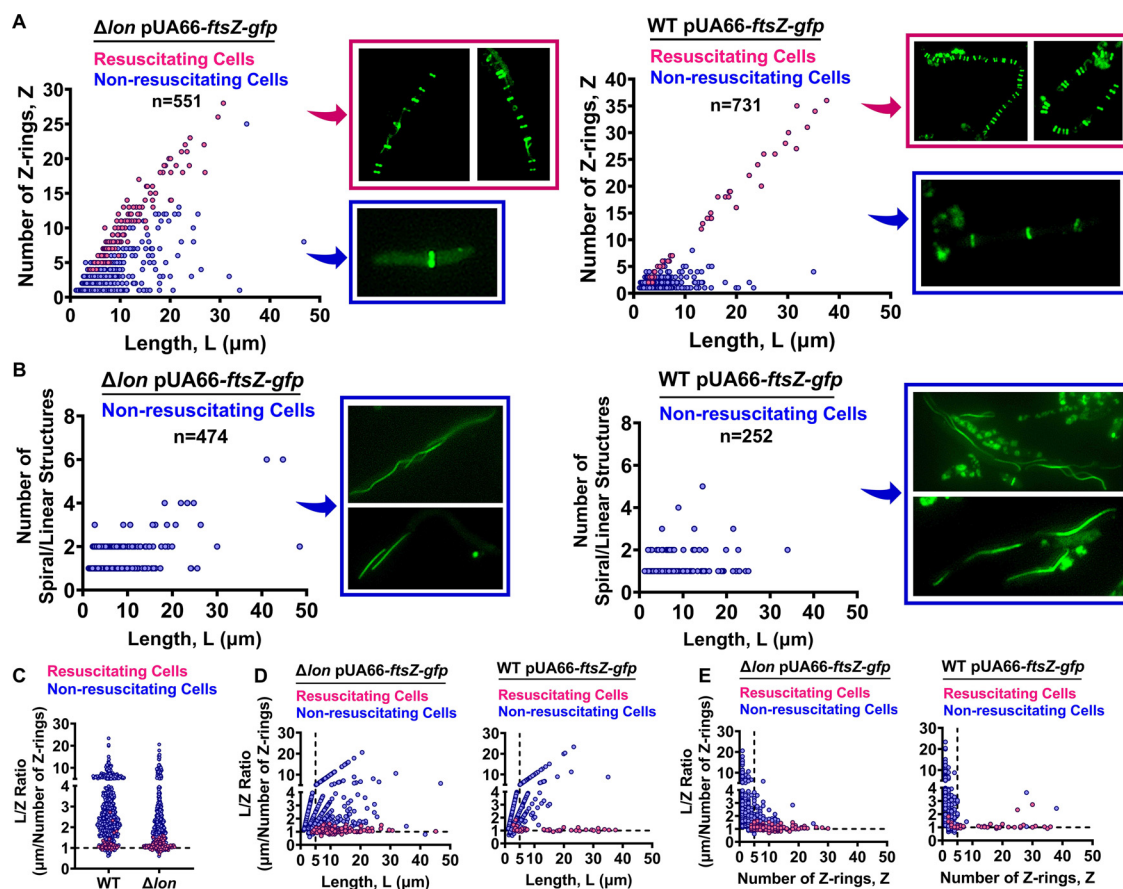 A
Δlon pUA66-ftsZ-gfp
Resuscitating Cells
Non-resuscitating Cells
n=551
Number of Z-rings, Z
30
25
20
15
10
5
0
0 10 20 30 40 50
Length, L (µm)
WT pUA66-ftsZ-gfp
Resuscitating Cells
Non-resuscitating Cells
n=731
Number of Z-rings, Z
40
35
30
25
20
15
10
5
0
0 10 20 30 40 50
Length, L (µm)
B
Δlon pUA66-ftsZ-gfp
Non-resuscitating Cells
n=474
Number of
Spiral/Linear Structures
8
6
4
2
0
0 10 20 30 40 50
Length, L (µm)
WT pUA66-ftsZ-gfp
Non-resuscitating Cells
n=252
Number of
Spiral/Linear Structures
8
6
4
2
0
0 10 20 30 40 50
Length, L (µm)
C
Resuscitating Cells
Non-resuscitating Cells
L/Z Ratio
(µm/Number of Z-rings)
30
20
10
4
3
2
1
0
WT Δlon
D
Δlon pUA66-ftsZ-gfp
Resuscitating Cells
Non-resuscitating Cells
L/Z Ratio
(µm/Number of Z-rings)
30
20
10
4
3
2
1
0
0 5 10 20 30 40 50
Length, L (µm)
WT pUA66-ftsZ-gfp
Resuscitating Cells
Non-resuscitating Cells
30
20
10
4
3
2
1
0
0 5 10 20 30 40 50
Length, L (µm)
E
Δlon pUA66-ftsZ-gfp
Resuscitating Cells
Non-resuscitating Cells
L/Z Ratio
(µm/Number of Z-rings)
30
20
10
4
3
2
1
0
0 5 10 20 30 40 50
Number of Z-rings, Z
WT pUA66-ftsZ-gfp
Resuscitating Cells
Non-resuscitating Cells
30
20
10
4
3
2
1
0
0 5 10 20 30 40 50
Number of Z-rings, Z